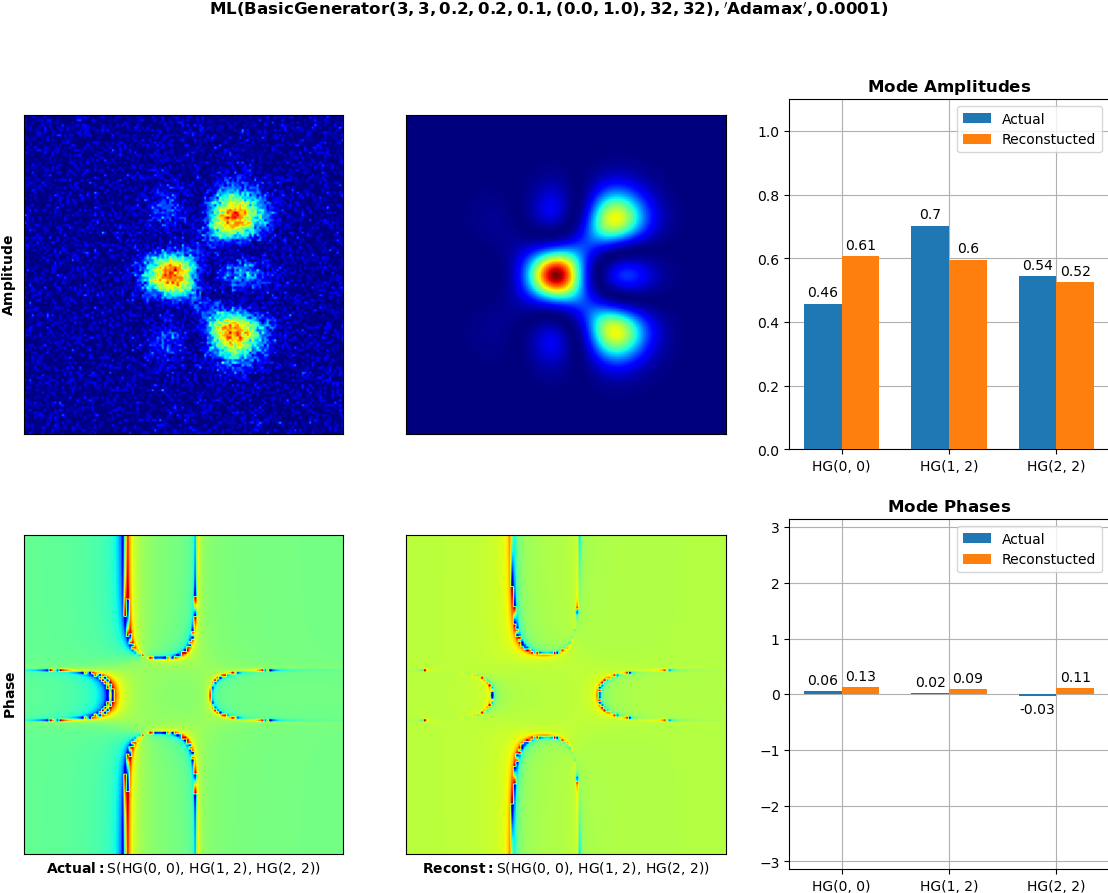 ML(BasicGenerator(3, 3, 0.2, 0.2, 0.1, (0.0, 1.0), 32, 32), ′Adamax′, 0.0001)
Amplitude
Mode Amplitudes
Actual
Reconstucted
1.0
0.8
0.6
0.4
0.2
0.0
0.46
0.61
0.7
0.6
0.54
0.52
HG(0, 0)
HG(1, 2)
HG(2, 2)
Phase
Actual: S(HG(0, 0), HG(1, 2), HG(2, 2))
Reconst: S(HG(0, 0), HG(1, 2), HG(2, 2))
Mode Phases
Actual
Reconstucted
3
2
1
0
−1
−2
−3
0.06
0.13
0.02
0.09
-0.03
0.11
HG(0, 0)
HG(1, 2)
HG(2, 2)